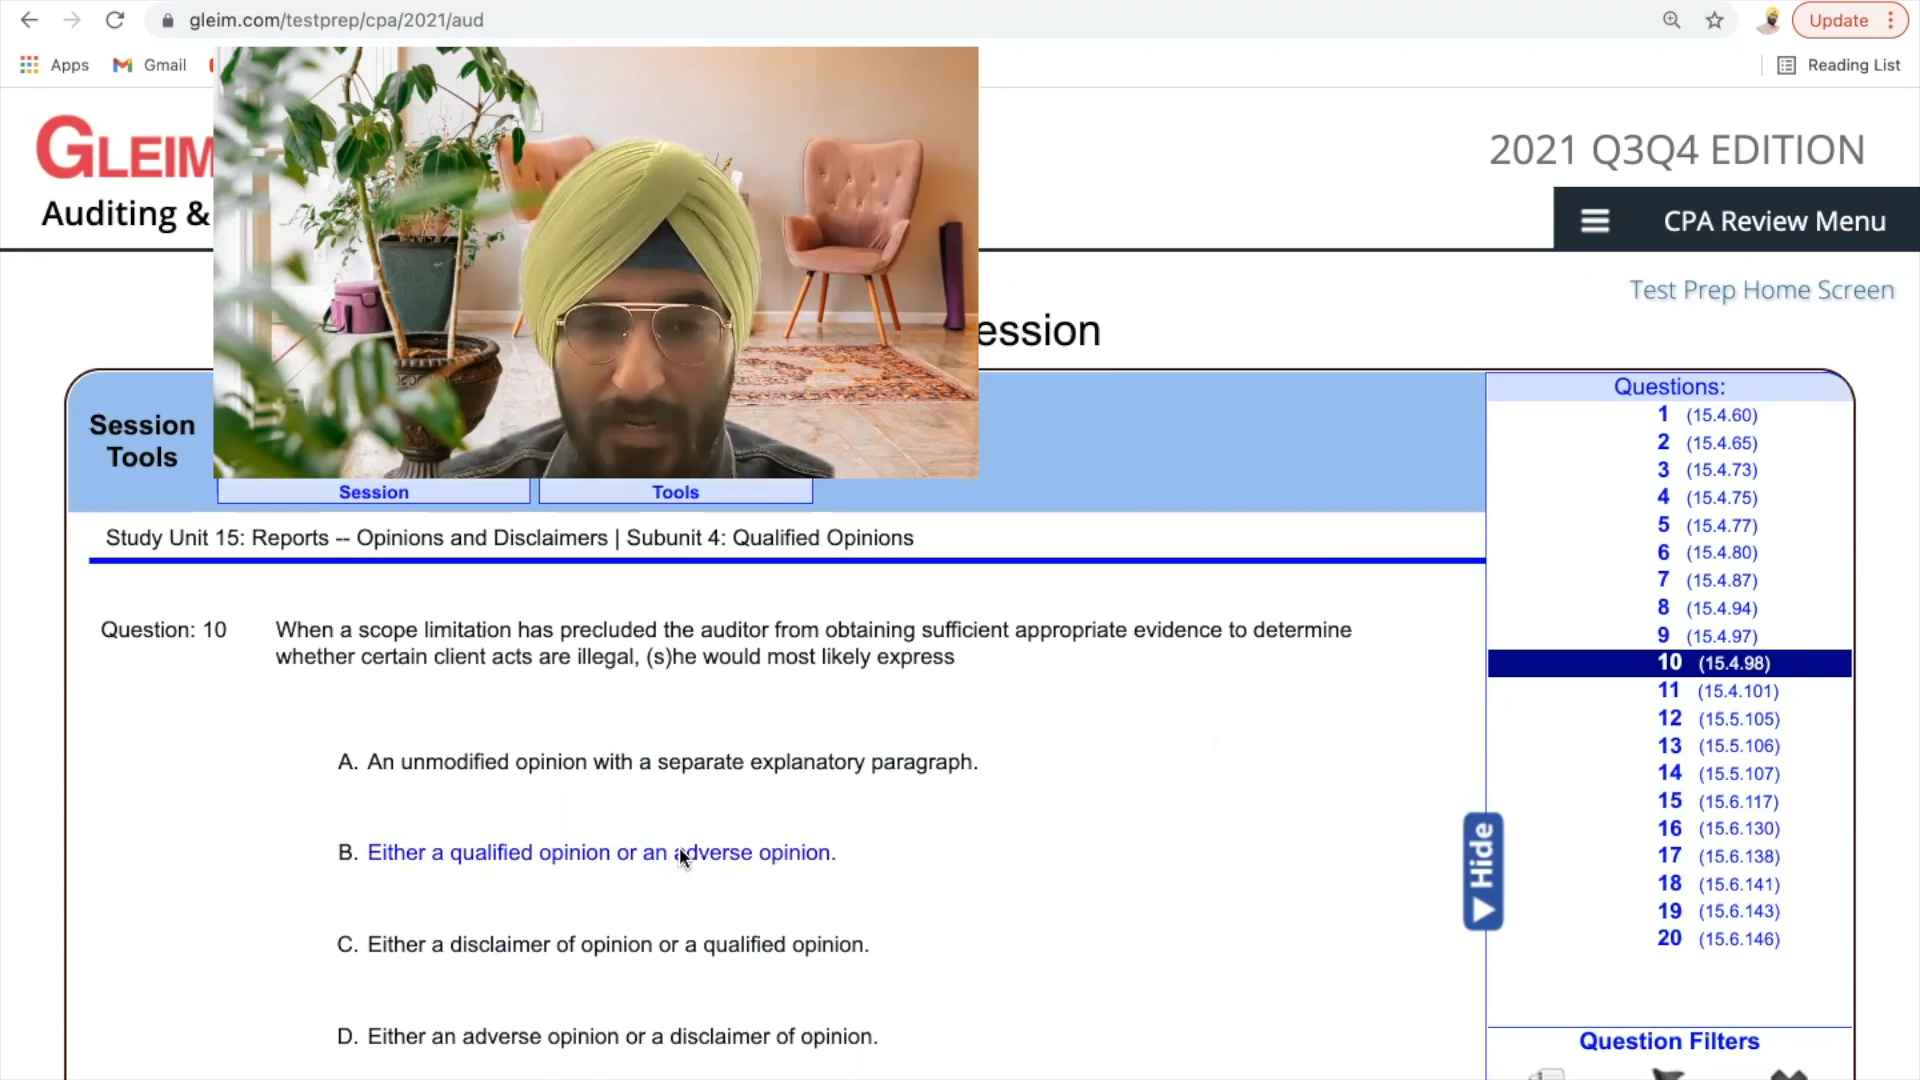 gleim.com/testprep/cpa/2021/aud
Update
Apps
Gmail
Reading List
GLEIM
2021 Q3Q4 EDITION
Auditing &
CPA Review Menu
Test Prep Home Screen
ession
Session
Tools
Session
Tools
Study Unit 15: Reports -- Opinions and Disclaimers | Subunit 4: Qualified Opinions
Question: 10
When a scope limitation has precluded the auditor from obtaining sufficient appropriate evidence to determine
whether certain client acts are illegal, (s)he would most likely express
A. An unmodified opinion with a separate explanatory paragraph.
B. Either a qualified opinion or an adverse opinion.
C. Either a disclaimer of opinion or a qualified opinion.
D. Either an adverse opinion or a disclaimer of opinion.
Hide
Questions:
1 (15.4.60)
2 (15.4.65)
3 (15.4.73)
4 (15.4.75)
5 (15.4.77)
6 (15.4.80)
7 (15.4.87)
8 (15.4.94)
9 (15.4.97)
10 (15.4.98)
11 (15.4.101)
12 (15.5.105)
13 (15.5.106)
14 (15.5.107)
15 (15.6.117)
16 (15.6.130)
17 (15.6.138)
18 (15.6.141)
19 (15.6.143)
20 (15.6.146)
Question Filters